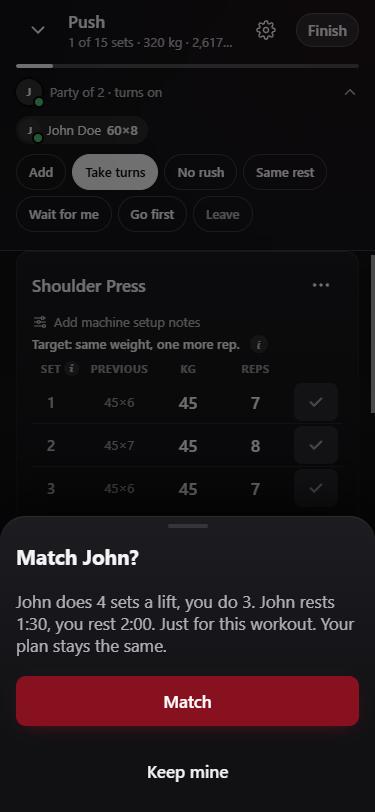 Push
1 of 15 sets · 320 kg · 2,617...
Finish
J
Party of 2 · turns on
J John Doe 60×8
Add Take turns No rush Same rest
Wait for me Go first Leave
Shoulder Press
Add machine setup notes
Target: same weight, one more rep. i
SET i PREVIOUS KG REPS
1 45×6 45 7
2 45×7 45 8
3 45×6 45 7
Match John?
John does 4 sets a lift, you do 3. John rests
1:30, you rest 2:00. Just for this workout. Your
plan stays the same.
Match
Keep mine